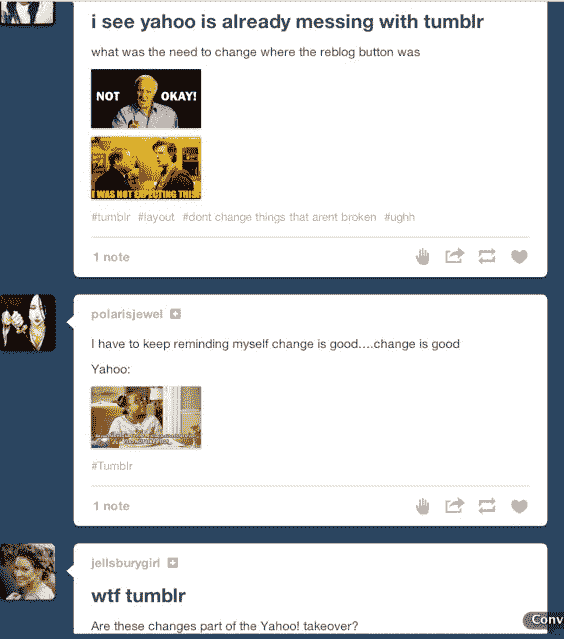 i see yahoo is already messing with tumblr
what was the need to change where the reblog button was
NOT OKAY!
I WAS NOT EXPECTING THIS
#tumblr #layout #dont change things that arent broken #ughh
1 note
polarisjewel
I have to keep reminding myself change is good....change is good
Yahoo:
#Tumblr
1 note
jellsburygirl
wtf tumblr
Are these changes part of the Yahoo! takeover?
Conv